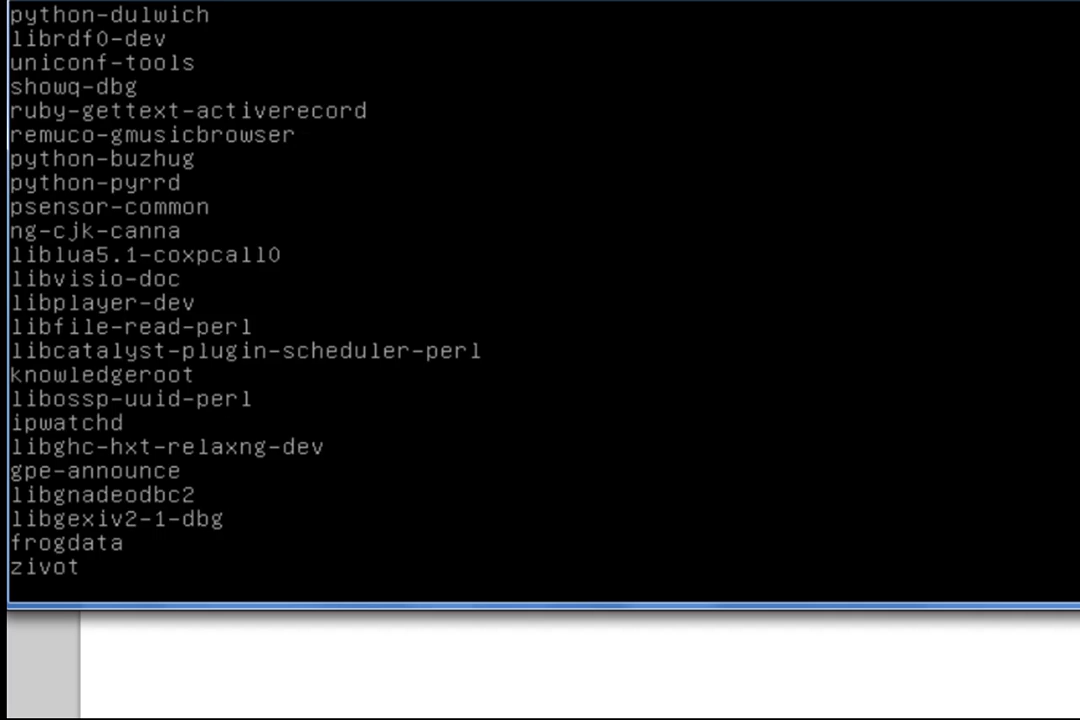 python-dulwich
librdf0-dev
uniconf-tools
showq-dbg
ruby-gettext-activerecord
remuco-gmusicbrowser
python-buzhug
python-pyrrd
psensor-common
ng-cjk-canna
liblua5.1-coxpcall0
libvisio-doc
libplayer-dev
libfile-read-perl
libcatalyst-plugin-scheduler-perl
knowledgeroot
libossp-uuid-perl
ipwatchd
libghc-hxt-relaxng-dev
gpe-announce
libgnadeodbc2
libgexiv2-1-dbg
frogdata
zivot